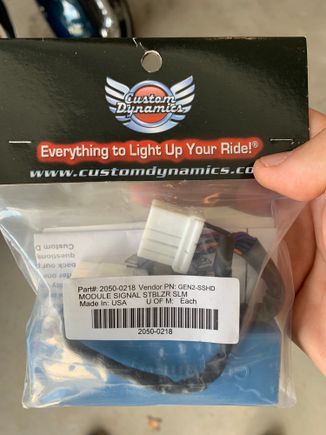 Custom
Dynamics
Everything to Light Up Your Ride!®
www.customdynamics.co
Part#: 2050-0218 Vendor PN: GEN2-SSHD
MODULE SIGNAL STBLZR SLM
Made In: USA U OF M: Each
2050-0218